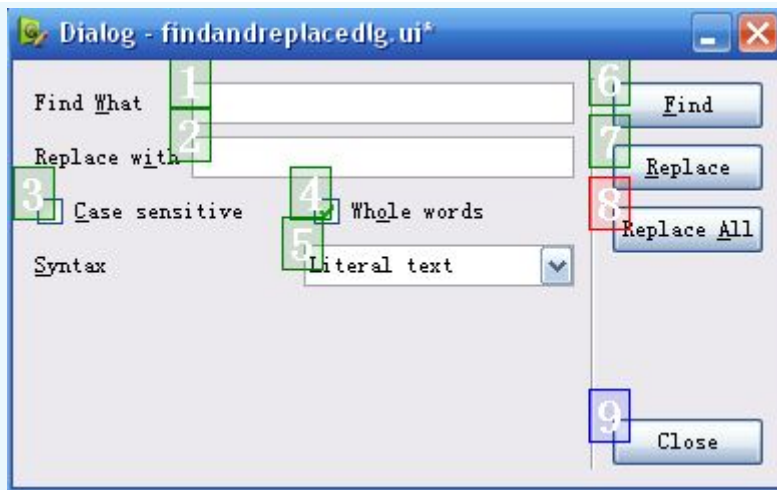 Dialog - findandreplacedlg.ui*
1
Find What
6
Find
2
Replace with
7
Replace
3
Case sensitive
4
Whole words
8
Replace All
5
Syntax
Literal text
9
Close